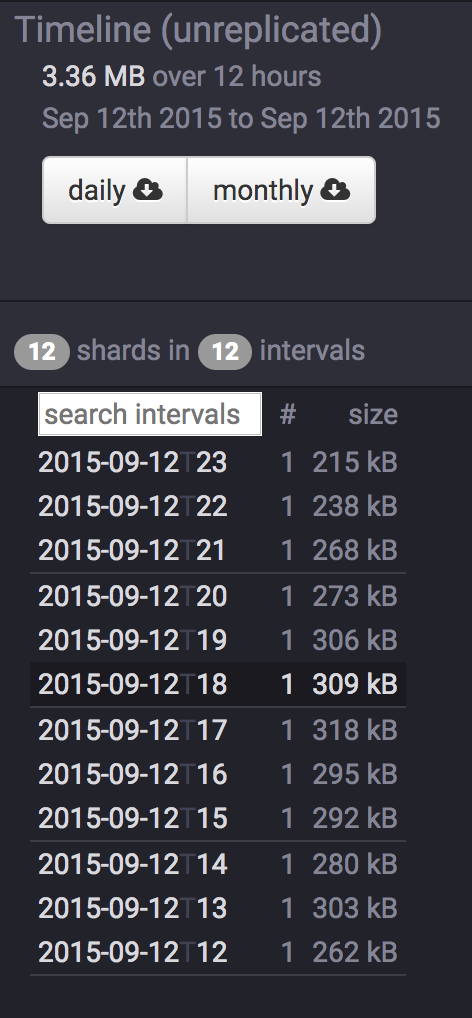 Timeline (unreplicated)
3.36 MB over 12 hours
Sep 12th 2015 to Sep 12th 2015
daily monthly
12 shards in 12 intervals
search intervals # size
2015-09-12T23 1 215 kB
2015-09-12T22 1 238 kB
2015-09-12T21 1 268 kB
2015-09-12T20 1 273 kB
2015-09-12T19 1 306 kB
2015-09-12T18 1 309 kB
2015-09-12T17 1 318 kB
2015-09-12T16 1 295 kB
2015-09-12T15 1 292 kB
2015-09-12T14 1 280 kB
2015-09-12T13 1 303 kB
2015-09-12T12 1 262 kB